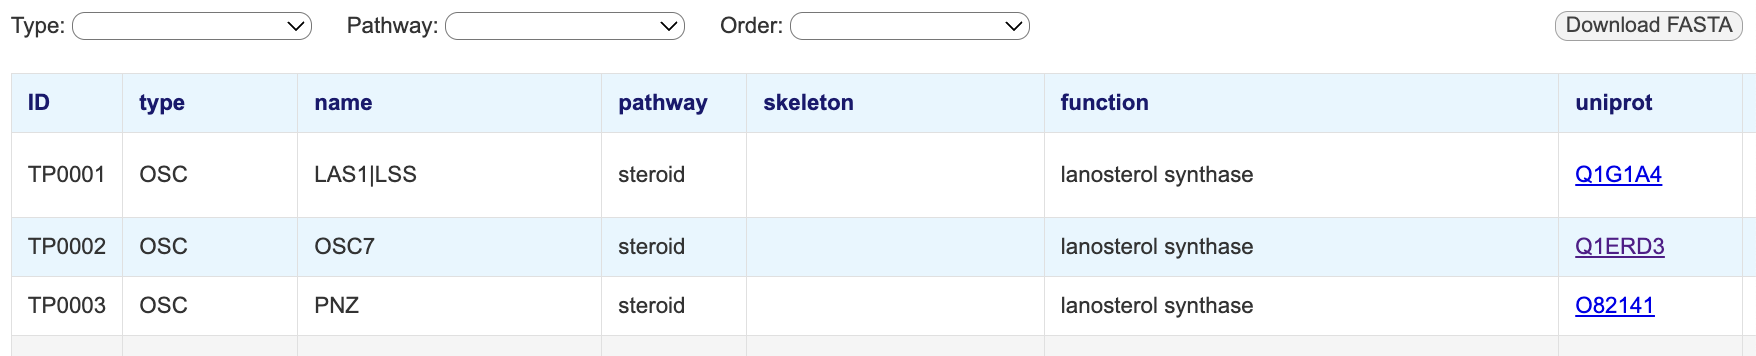 Type: Pathway: Order: Download FASTA
ID type name pathway skeleton function uniprot
TP0001 OSC LAS1|LSS steroid lanosterol synthase Q1G1A4
TP0002 OSC OSC7 steroid lanosterol synthase Q1ERD3
TP0003 OSC PNZ steroid lanosterol synthase O82141